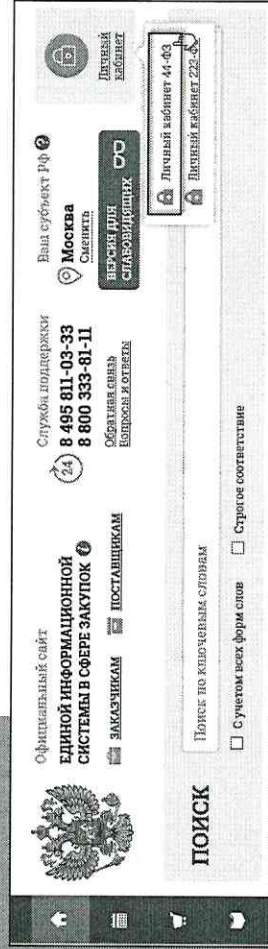 Официальный сайт
ЕДИНОЙ ИНФОРМАЦИОННОЙ
СИСТЕМЫ В СФЕРЕ ЗАКУПОК
ЗАКАЗЧИКАМ
ПОСТАВЩИКАМ
Служба поддержки
24
8 495 811-03-33
8 800 333-81-11
Обратная связь
Вопросы и ответы
Ваш субъект РФ ?
Москва
Сменить
ВЕРСИЯ ДЛЯ
СЛАБОВИДЯЩИХ
Личный
кабинет
Личный кабинет 44-ФЗ
Личный кабинет 223-Ф
ПОИСК
Поиск по ключевым словам
С учетом всех форм слов
Строгое соответствие